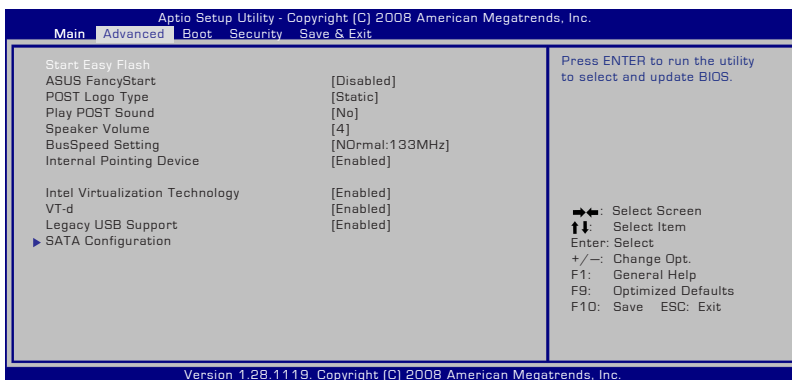 Aptio Setup Utility - Copyright (C) 2008 American Megatrends, Inc.
Main Advanced Boot Security Save & Exit
Start Easy Flash
ASUS FancyStart [Disabled]
POST Logo Type [Static]
Play POST Sound [No]
Speaker Volume [4]
BusSpeed Setting [NOrmal:133MHz]
Internal Pointing Device [Enabled]
Intel Virtualization Technology [Enabled]
VT-d [Enabled]
Legacy USB Support [Enabled]
SATA Configuration
Press ENTER to run the utility
to select and update BIOS.
➡⬅: Select Screen
⬆⬇: Select Item
Enter: Select
+/—: Change Opt.
F1: General Help
F9: Optimized Defaults
F10: Save ESC: Exit
Version 1.28.1119. Copyright (C) 2008 American Megatrends, Inc.